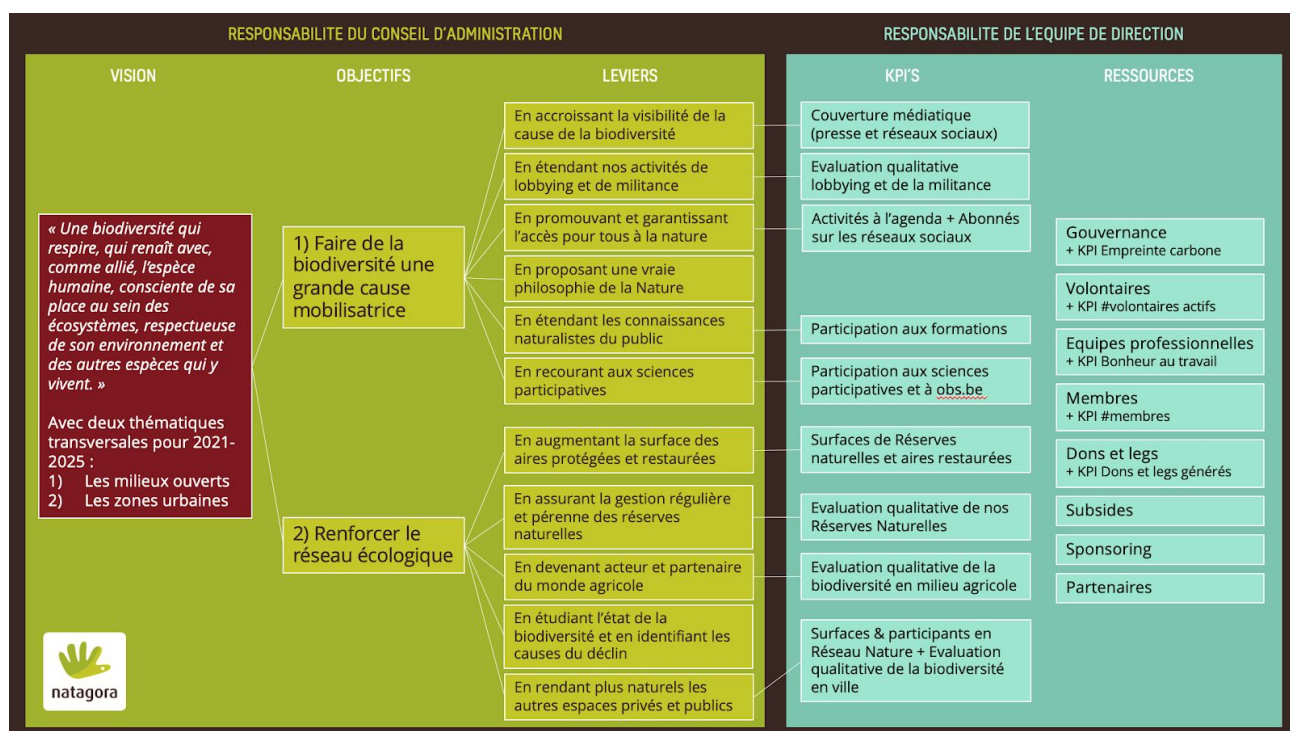 RESPONSABILITE DU CONSEIL D'ADMINISTRATION
RESPONSABILITE DE L'EQUIPE DE DIRECTION
VISION
OBJECTIFS
LEVIERS
KPI'S
RESSOURCES
« Une biodiversité qui
respire, qui renaît avec,
comme allié, l'espèce
humaine, consciente de sa
place au sein des
écosystèmes, respectueuse
de son environnement et
des autres espèces qui y
vivent. »
Avec deux thématiques
transversales pour 2021-
2025 :
1) Les milieux ouverts
2) Les zones urbaines
1) Faire de la
biodiversité une
grande cause
mobilisatrice
2) Renforcer le
réseau écologique
En accroissant la visibilité de la
cause de la biodiversité
En étendant nos activités de
lobbying et de militance
En promouvant et garantissant
l'accès pour tous à la nature
En proposant une vraie
philosophie de la Nature
En étendant les connaissances
naturalistes du public
En recourant aux sciences
participatives
En augmentant la surface des
aires protégées et restaurées
En assurant la gestion régulière
et pérenne des réserves
naturelles
En devenant acteur et partenaire
du monde agricole
En étudiant l'état de la
biodiversité et en identifiant les
causes du déclin
En rendant plus naturels les
autres espaces privés et publics
Couverture médiatique
(presse et réseaux sociaux)
Evaluation qualitative
lobbying et de la militance
Activités à l'agenda + Abonnés
sur les réseaux sociaux
Participation aux formations
Participation aux sciences
participatives et à obs.be
Surfaces de Réserves
naturelles et aires restaurées
Evaluation qualitative de nos
Réserves Naturelles
Evaluation qualitative de la
biodiversité en milieu agricole
Surfaces & participants en
Réseau Nature + Evaluation
qualitative de la biodiversité
en ville
Gouvernance
+ KPI Empreinte carbone
Volontaires
+ KPI #volontaires actifs
Equipes professionnelles
+ KPI Bonheur au travail
Membres
+ KPI #membres
Dons et legs
+ KPI Dons et legs générés
Subsides
Sponsoring
Partenaires
natagora